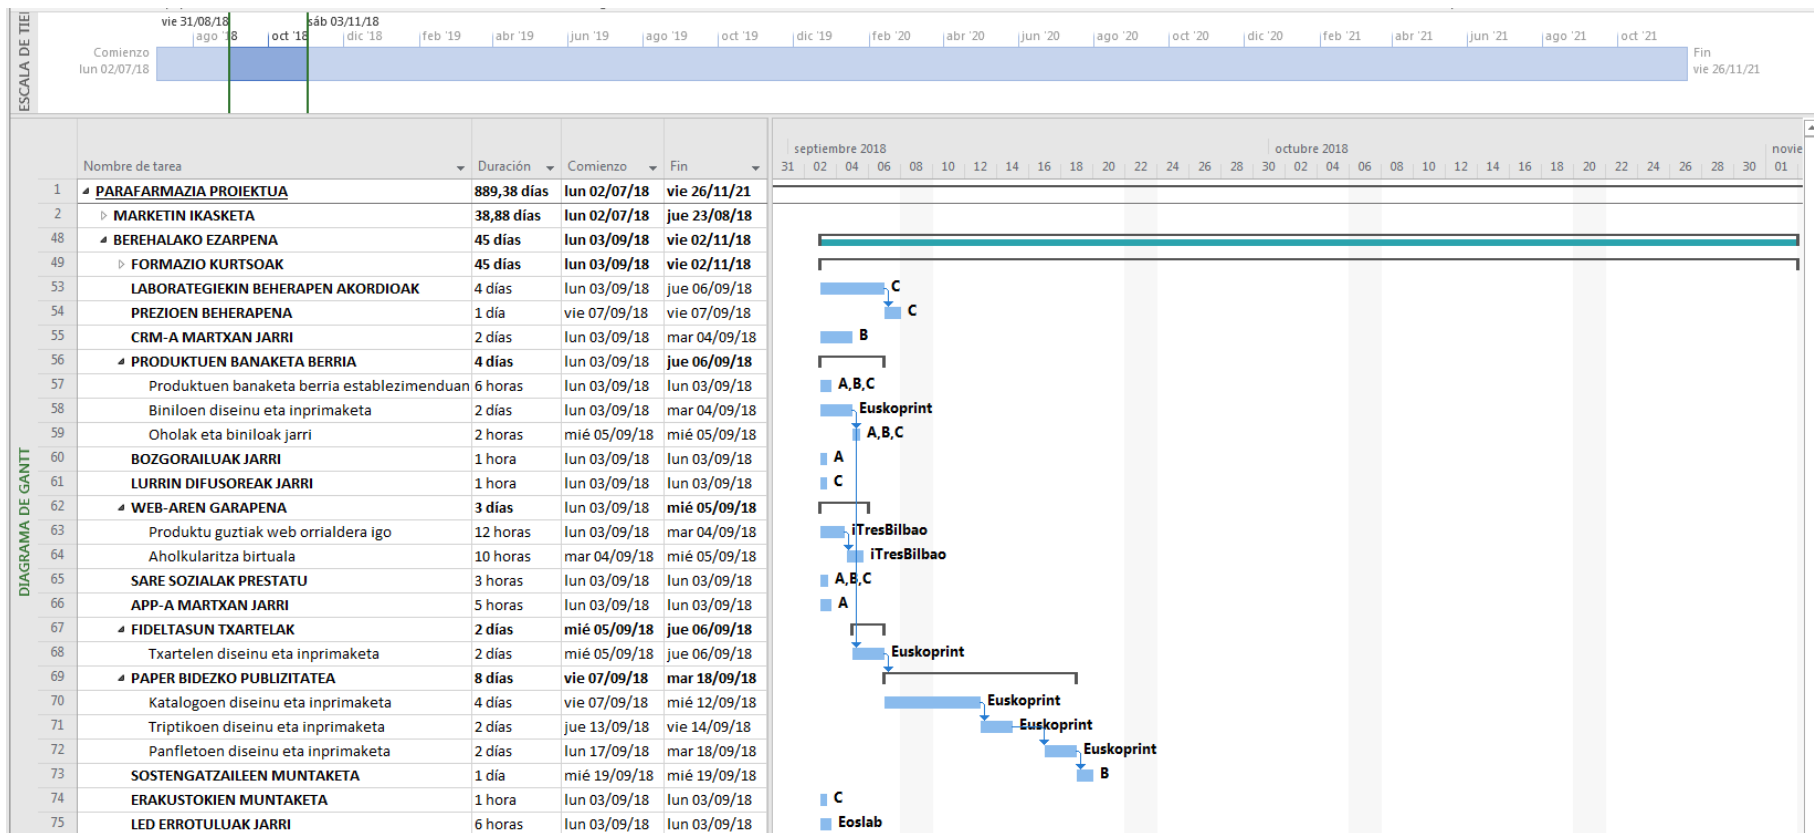 vie 31/08/18 sáb 03/11/18
ago '18 oct '18 dic '18 feb '19 abr '19 jun '19 ago '19 oct '19 dic '19 feb '20 abr '20 jun '20 ago '20 oct '20 dic '20 feb '21 abr '21 jun '21 ago '21 oct '21
Comienzo
lun 02/07/18
Fin
vie 26/11/21
DIAGRAMA DE GANTT
septiembre 2018 octubre 2018
Nombre de tarea Duración Comienzo Fin 31 02 04 06 08 10 12 14 16 18 20 22 24 26 28 30 02 04 06 08 10 12 14 16 18 20 22 24 26 28 30 01
1 PARAFARMAZIA PROIEKTUA 889,38 días lun 02/07/18 vie 26/11/21
2 MARKETIN IKASKETA 38,88 días lun 02/07/18 jue 23/08/18
48 BEREHALAKO EZARPENA 45 días lun 03/09/18 vie 02/11/18
49 FORMAZIO KURTSOAK 45 días lun 03/09/18 vie 02/11/18
53 LABORATEGIEKIN BEHERAPEN AKORDIOAK 4 días lun 03/09/18 jue 06/09/18 C
54 PREZIOEN BEHERAPENA 1 día vie 07/09/18 vie 07/09/18 C
55 CRM-A MARTXAN JARRI 2 días lun 03/09/18 mar 04/09/18 B
56 PRODUKTUEN BANAKETA BERRIA 4 días lun 03/09/18 jue 06/09/18
57 Produktuen banaketa berria establezimenduan 6 horas lun 03/09/18 lun 03/09/18 A,B,C
58 Biniloen diseinu eta inprimaketa 2 días lun 03/09/18 mar 04/09/18 Euskoprint
59 Oholak eta biniloak jarri 2 horas mié 05/09/18 mié 05/09/18 A,B,C
60 BOZGORAILUAK JARRI 1 hora lun 03/09/18 lun 03/09/18 A
61 LURRIN DIFUSOREAK JARRI 1 hora lun 03/09/18 lun 03/09/18 C
62 WEB-AREN GARAPENA 3 días lun 03/09/18 mié 05/09/18
63 Produktu guztiak web orrialdera igo 12 horas lun 03/09/18 mar 04/09/18 iTresBilbao
64 Aholkularitza birtuala 10 horas mar 04/09/18 mié 05/09/18 iTresBilbao
65 SARE SOZIALAK PRESTATU 3 horas lun 03/09/18 lun 03/09/18 A,B,C
66 APP-A MARTXAN JARRI 5 horas lun 03/09/18 lun 03/09/18 A
67 FIDELTASUN TXARTELAK 2 días mié 05/09/18 jue 06/09/18
68 Txartelen diseinu eta inprimaketa 2 días mié 05/09/18 jue 06/09/18 Euskoprint
69 PAPER BIDEZKO PUBLIZITATEA 8 días vie 07/09/18 mar 18/09/18
70 Katalogoen diseinu eta inprimaketa 4 días vie 07/09/18 mié 12/09/18 Euskoprint
71 Triptikoen diseinu eta inprimaketa 2 días jue 13/09/18 vie 14/09/18 Euskoprint
72 Panfletoen diseinu eta inprimaketa 2 días lun 17/09/18 mar 18/09/18 Euskoprint
73 SOSTENGATZAILEEN MUNTAKETA 1 día mié 19/09/18 mié 19/09/18 B
74 ERAKUSTOKIEN MUNTAKETA 1 hora lun 03/09/18 lun 03/09/18 C
75 LED ERROTULUAK JARRI 6 horas lun 03/09/18 lun 03/09/18 Eoslab